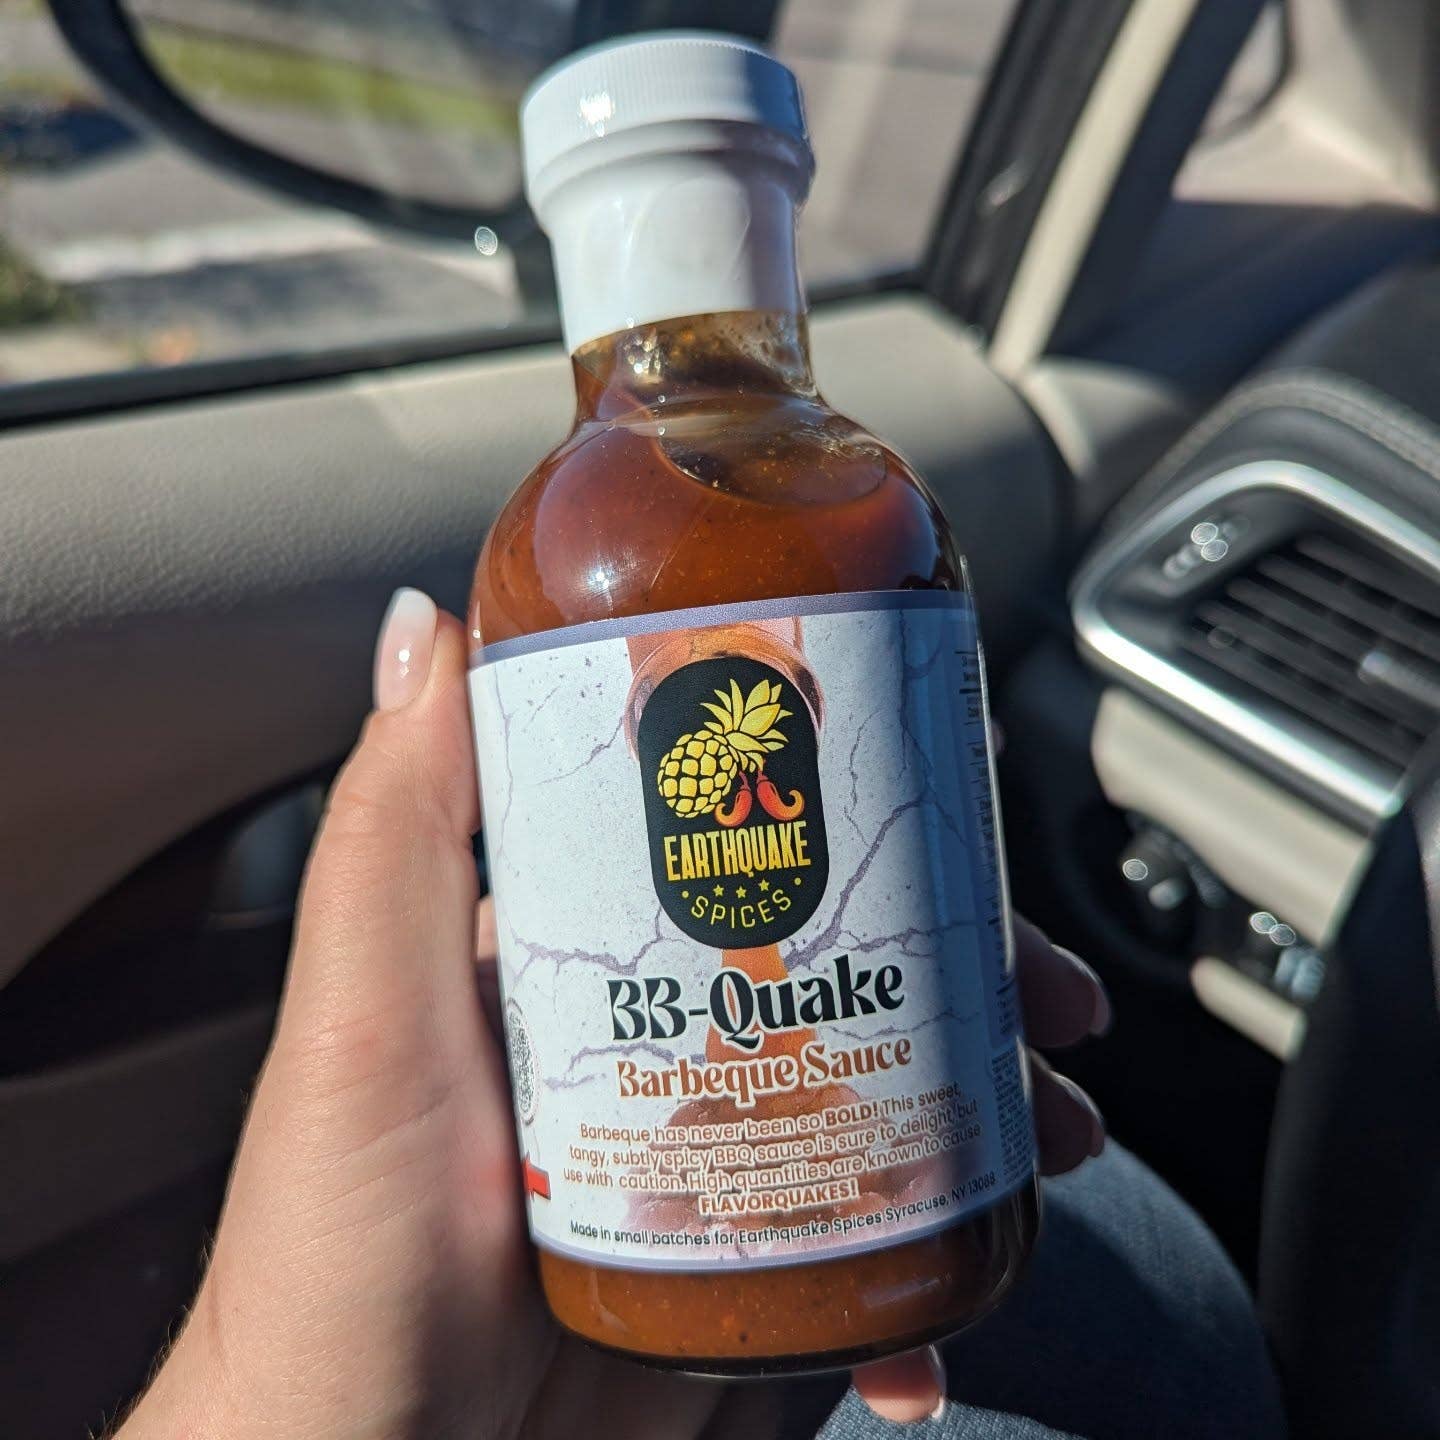 EARTHQUAKE
SPICES
BB-Quake
Barbeque Sauce
Barbeque has never been so BOLD! This sweet,
tangy, subtly spicy BBQ sauce is sure to delight, but
use with caution. High quantities are known to cause
FLAVORQUAKES!
Made in small batches for Earthquake Spices Syracuse, NY 13088